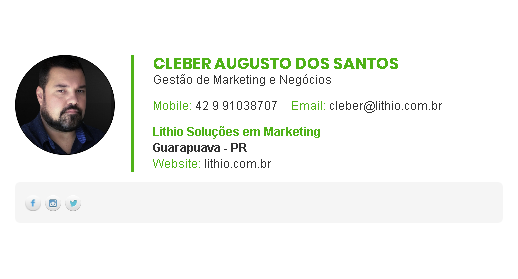 CLEBER AUGUSTO DOS SANTOS
Gestão de Marketing e Negócios
Mobile: 42 9 91038707 Email: cleber@lithio.com.br
Lithio Soluções em Marketing
Guarapuava - PR
Website: lithio.com.br